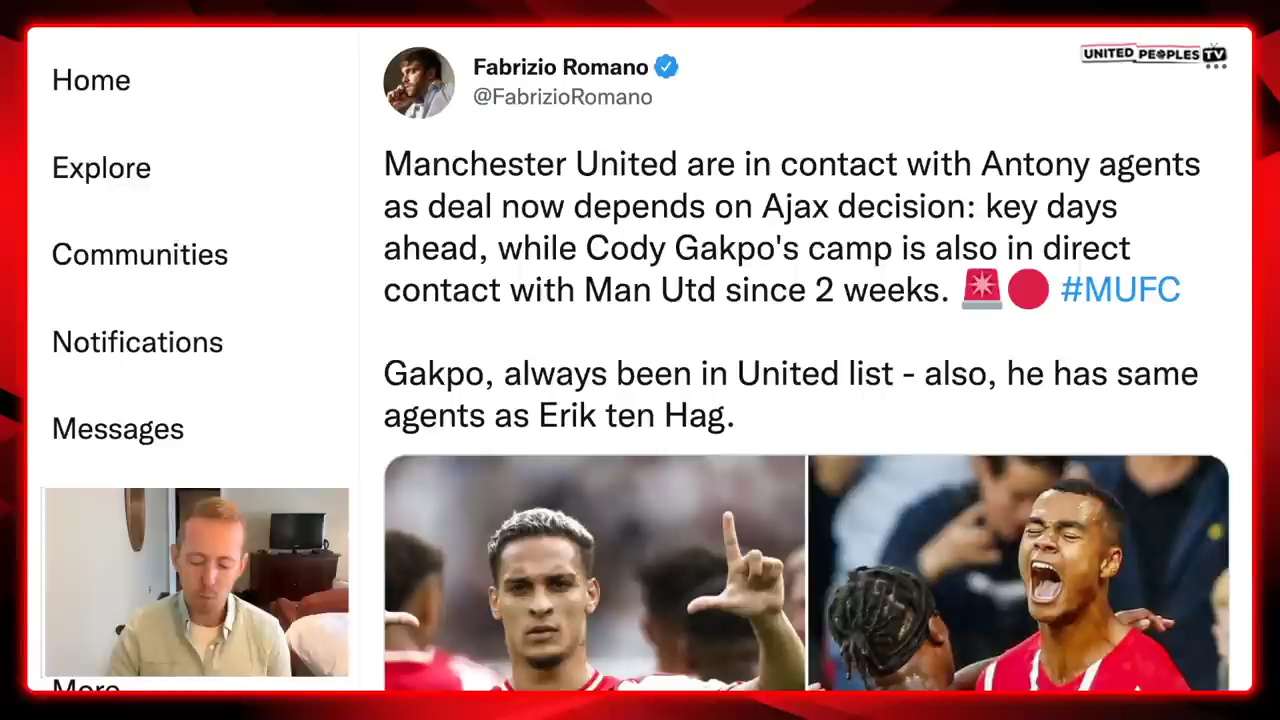 Home
Explore
Communities
Notifications
Messages
More
Fabrizio Romano
@FabrizioRomano
UNITED PEOPLES TV
Manchester United are in contact with Antony agents
as deal now depends on Ajax decision: key days
ahead, while Cody Gakpo's camp is also in direct
contact with Man Utd since 2 weeks. 🚨🔴 #MUFC
Gakpo, always been in United list - also, he has same
agents as Erik ten Hag.